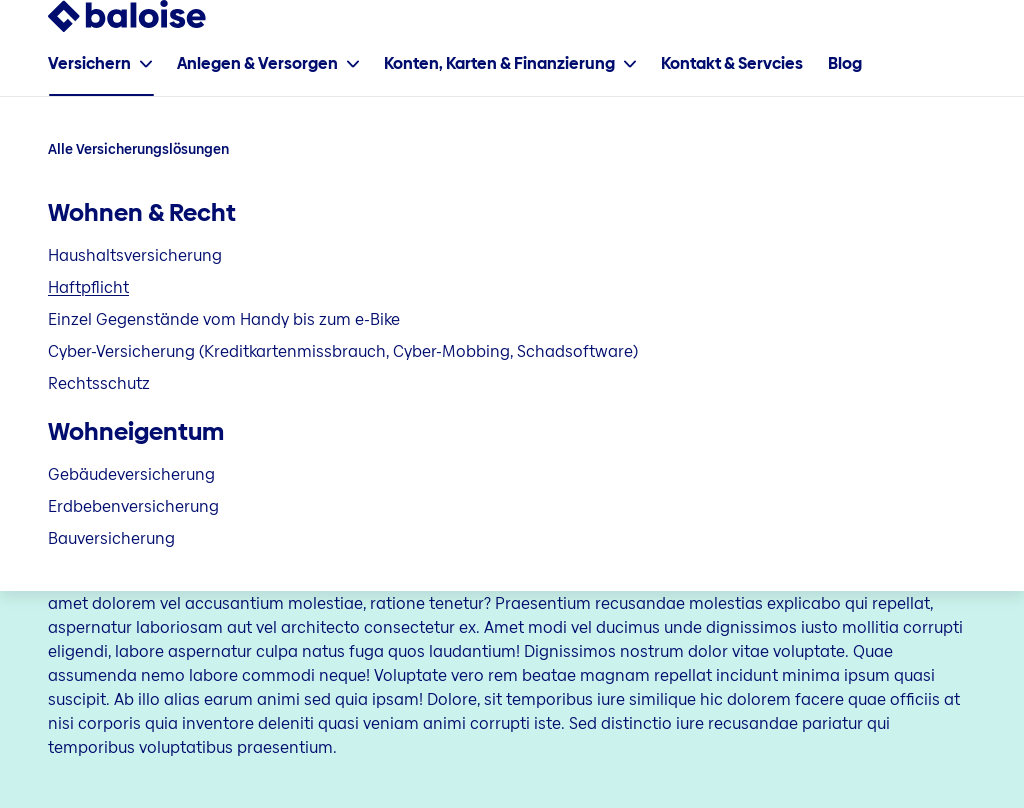 baloise
Versichern Anlegen & Versorgen Konten, Karten & Finanzierung Kontakt & Servcies Blog
Alle Versicherungslösungen
Wohnen & Recht
Haushaltsversicherung
Haftpflicht
Einzel Gegenstände vom Handy bis zum e-Bike
Cyber-Versicherung (Kreditkartenmissbrauch, Cyber-Mobbing, Schadsoftware)
Rechtsschutz
Wohneigentum
Gebäudeversicherung
Erdbebenversicherung
Bauversicherung
amet dolorem vel accusantium molestiae, ratione tenetur? Praesentium recusandae molestias explicabo qui repellat,
aspernatur laboriosam aut vel architecto consectetur ex. Amet modi vel ducimus unde dignissimos iusto mollitia corrupti
eligendi, labore aspernatur culpa natus fuga quos laudantium! Dignissimos nostrum dolor vitae voluptate. Quae
assumenda nemo labore commodi neque! Voluptate vero rem beatae magnam repellat incidunt minima ipsum quasi
suscipit. Ab illo alias earum animi sed quia ipsam! Dolore, sit temporibus iure similique hic dolorem facere quae officiis at
nisi corporis quia inventore deleniti quasi veniam animi corrupti iste. Sed distinctio iure recusandae pariatur qui
temporibus voluptatibus praesentium.